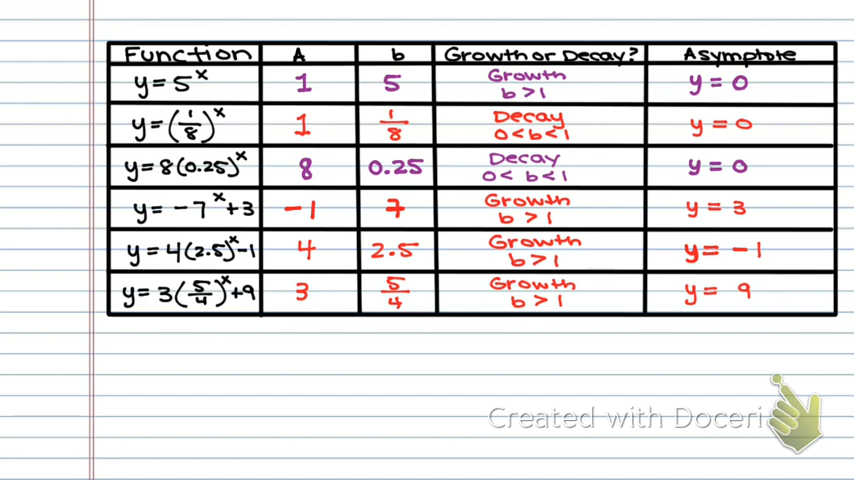 Function A b Growth or Decay? Asymptote
y = 5^x 1 5 Growth b > 1 y = 0
y = (1/8)^x 1 1/8 Decay 0 < b < 1 y = 0
y = 8(0.25)^x 8 0.25 Decay 0 < b < 1 y = 0
y = -7^x + 3 -1 7 Growth b > 1 y = 3
y = 4(2.5)^x - 1 4 2.5 Growth b > 1 y = -1
y = 3(5/4)^x + 9 3 5/4 Growth b > 1 y = 9
Created with Doceri